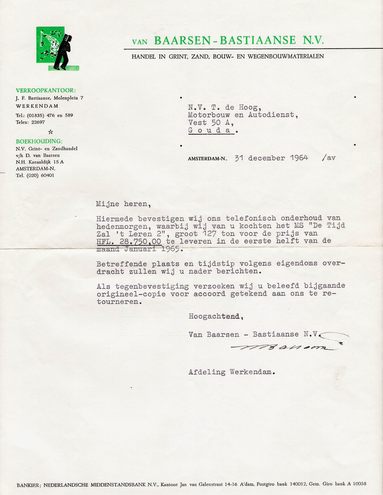 VAN BAARSEN-BASTIAANSE N.V.
HANDEL IN GRINT, ZAND, BOUW- EN WEGENBOUWMATERIALEN
VERKOOPKANTOOR:
J. F. Bastiaanse, Molenplein 7
WERKENDAM
Tel.: (01835) 476 en 589
Telex: 23697
BOEKHOUDING:
N.V. Grint- en Zandhandel
v/h D. van Baarsen
N.H. Kanaaldijk 15 A
AMSTERDAM-N.
Tel. (020) 60401
N.V. T. de Hoog,
Motorbouw en Autodienst,
Vest 50 A,
Gouda.
AMSTERDAM-N. 31 december 1964 /av
Mijne heren,
Hiermede bevestigen wij ons telefonisch onderhoud van
hedenmorgen, waarbij wij van u kochten het MS "De Tijd
Zal 't Leren 2", groot 127 ton voor de prijs van
HFL. 28.750,00 te leveren in de eerste helft van de
maand Januari 1965.
Betreffende plaats en tijdstip volgens eigendoms over-
dracht zullen wij u nader berichten.
Als tegenbevestiging verzoeken wij u beleefd bijgaande
origineel-copie voor accoord getekend aan ons te re-
tourneren.
Hoogachtend,
Van Baarsen - Bastiaanse N.V.
Afdeling Werkendam.
BANKIER: NEDERLANDSCHE MIDDENSTANDSBANK N.V., Kantoor Jan van Galenstraat 14-16 A'dam, Postgiro bank 140092, Gem. Giro bank A 10036